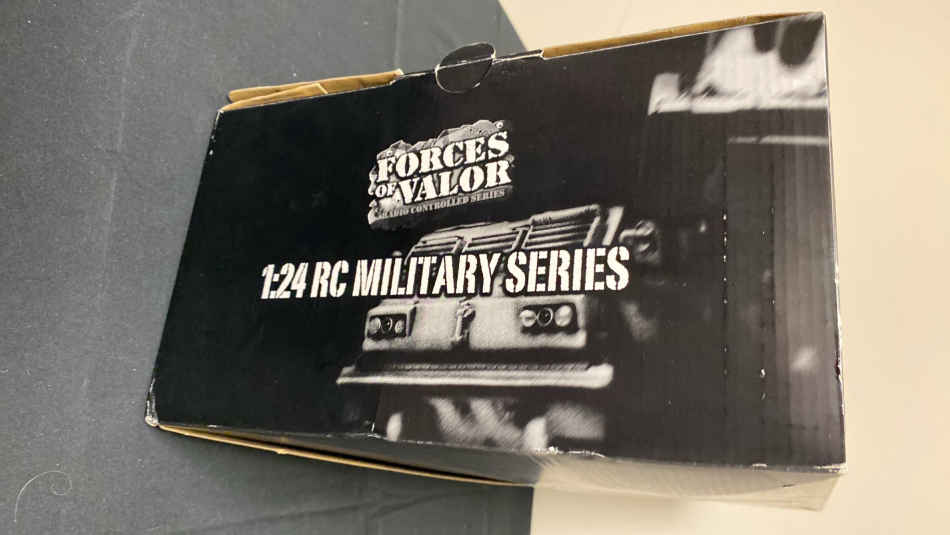 FORCES
OF VALOR
RADIO CONTROLLED SERIES
1:24 RC MILITARY SERIES